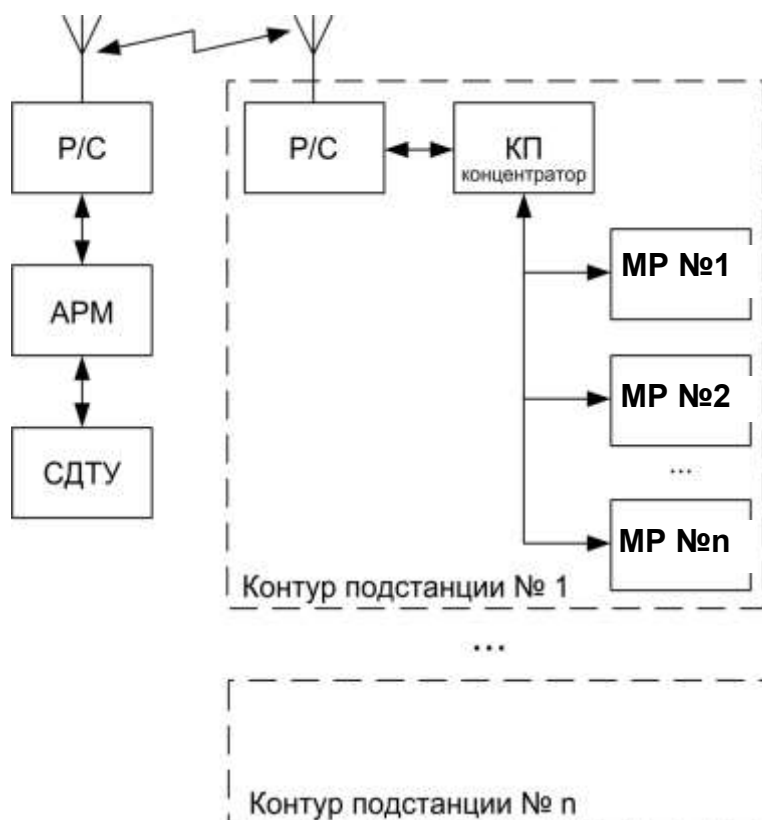 Р/С
Р/С
КП
концентратор
АРМ
СДТУ
МР №1
МР №2
...
МР №n
Контур подстанции № 1
...
Контур подстанции № n